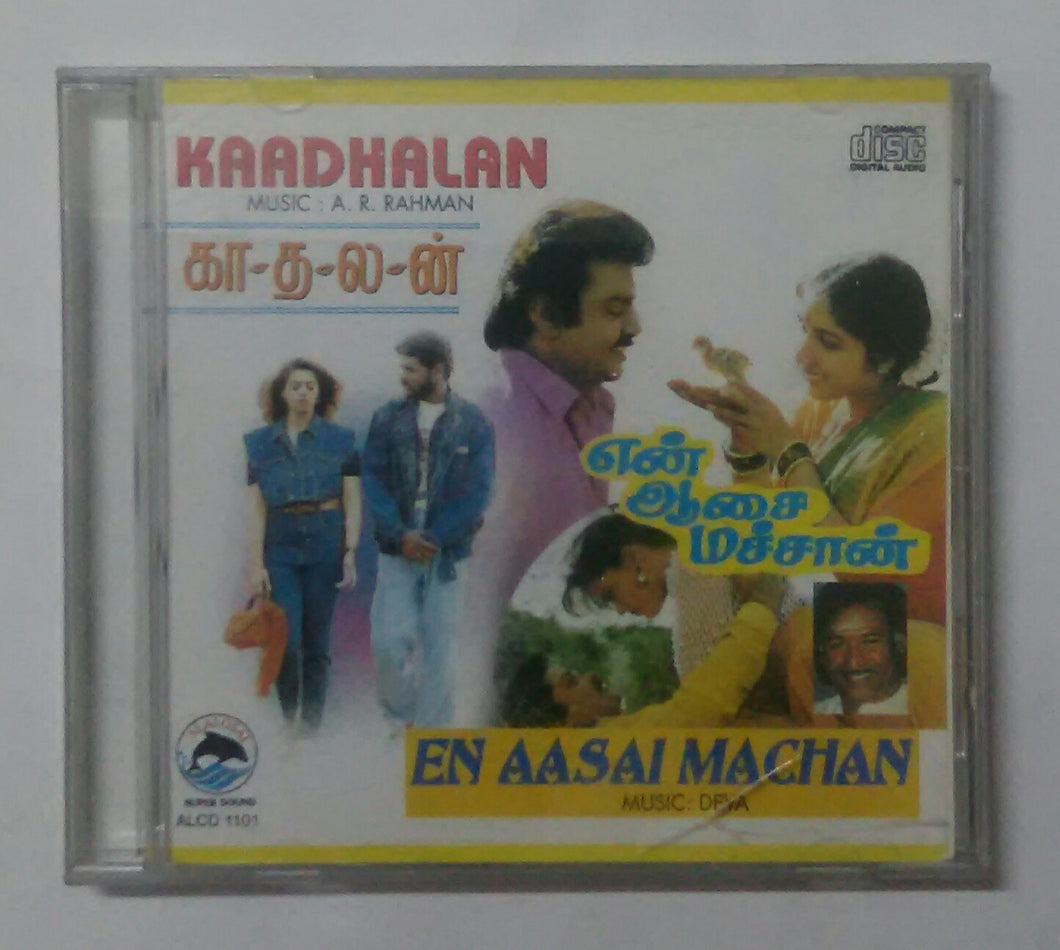 KAADHALAN
MUSIC : A. R. RAHMAN
கா-த-ல-ன்
COMPACT
disc
DIGITAL AUDIO
என்
ஆசை
மச்சான்
EN AASAI MACHAN
MUSIC: DEVA
SUPER SOUND
ALCD 1101